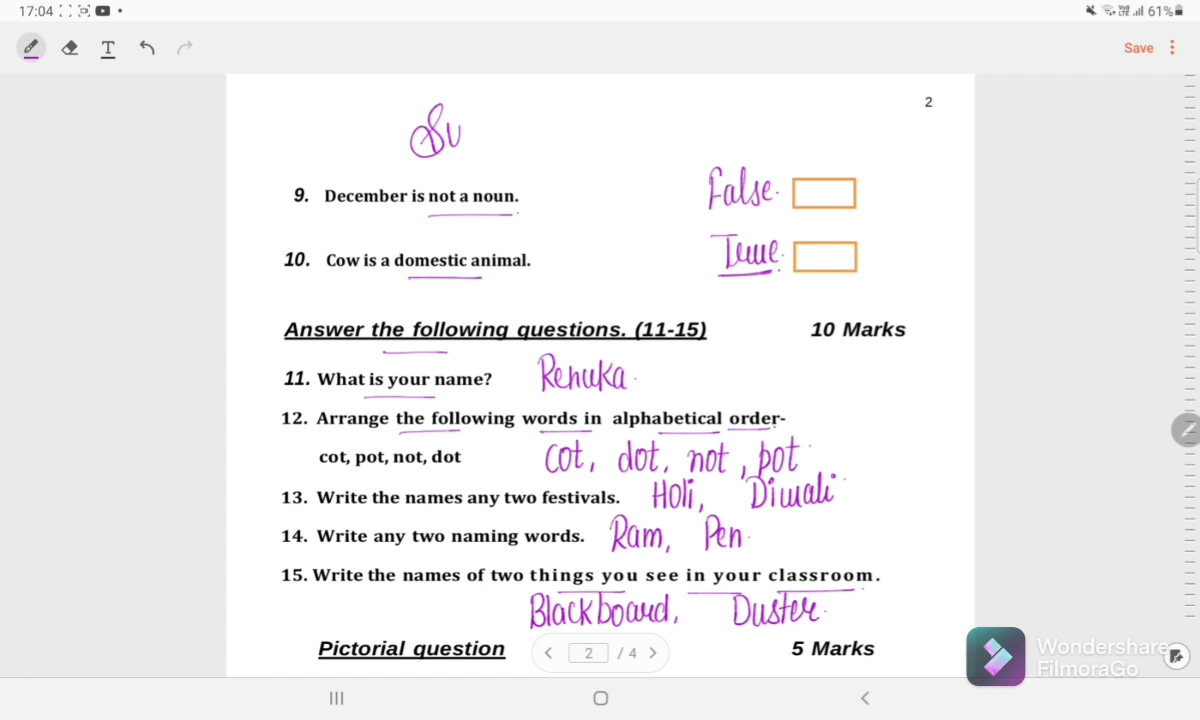 17:04 61%
Save
2
Su
9. December is not a noun. False.
10. Cow is a domestic animal. True.
Answer the following questions. (11-15) 10 Marks
11. What is your name? Renuka.
12. Arrange the following words in alphabetical order-
cot, pot, not, dot cot, dot, not, pot
13. Write the names any two festivals. Holi, Diwali
14. Write any two naming words. Ram, Pen
15. Write the names of two things you see in your classroom.
Blackboard, Duster.
Pictorial question 2 / 4 5 Marks
Wondershare
FilmoraGo